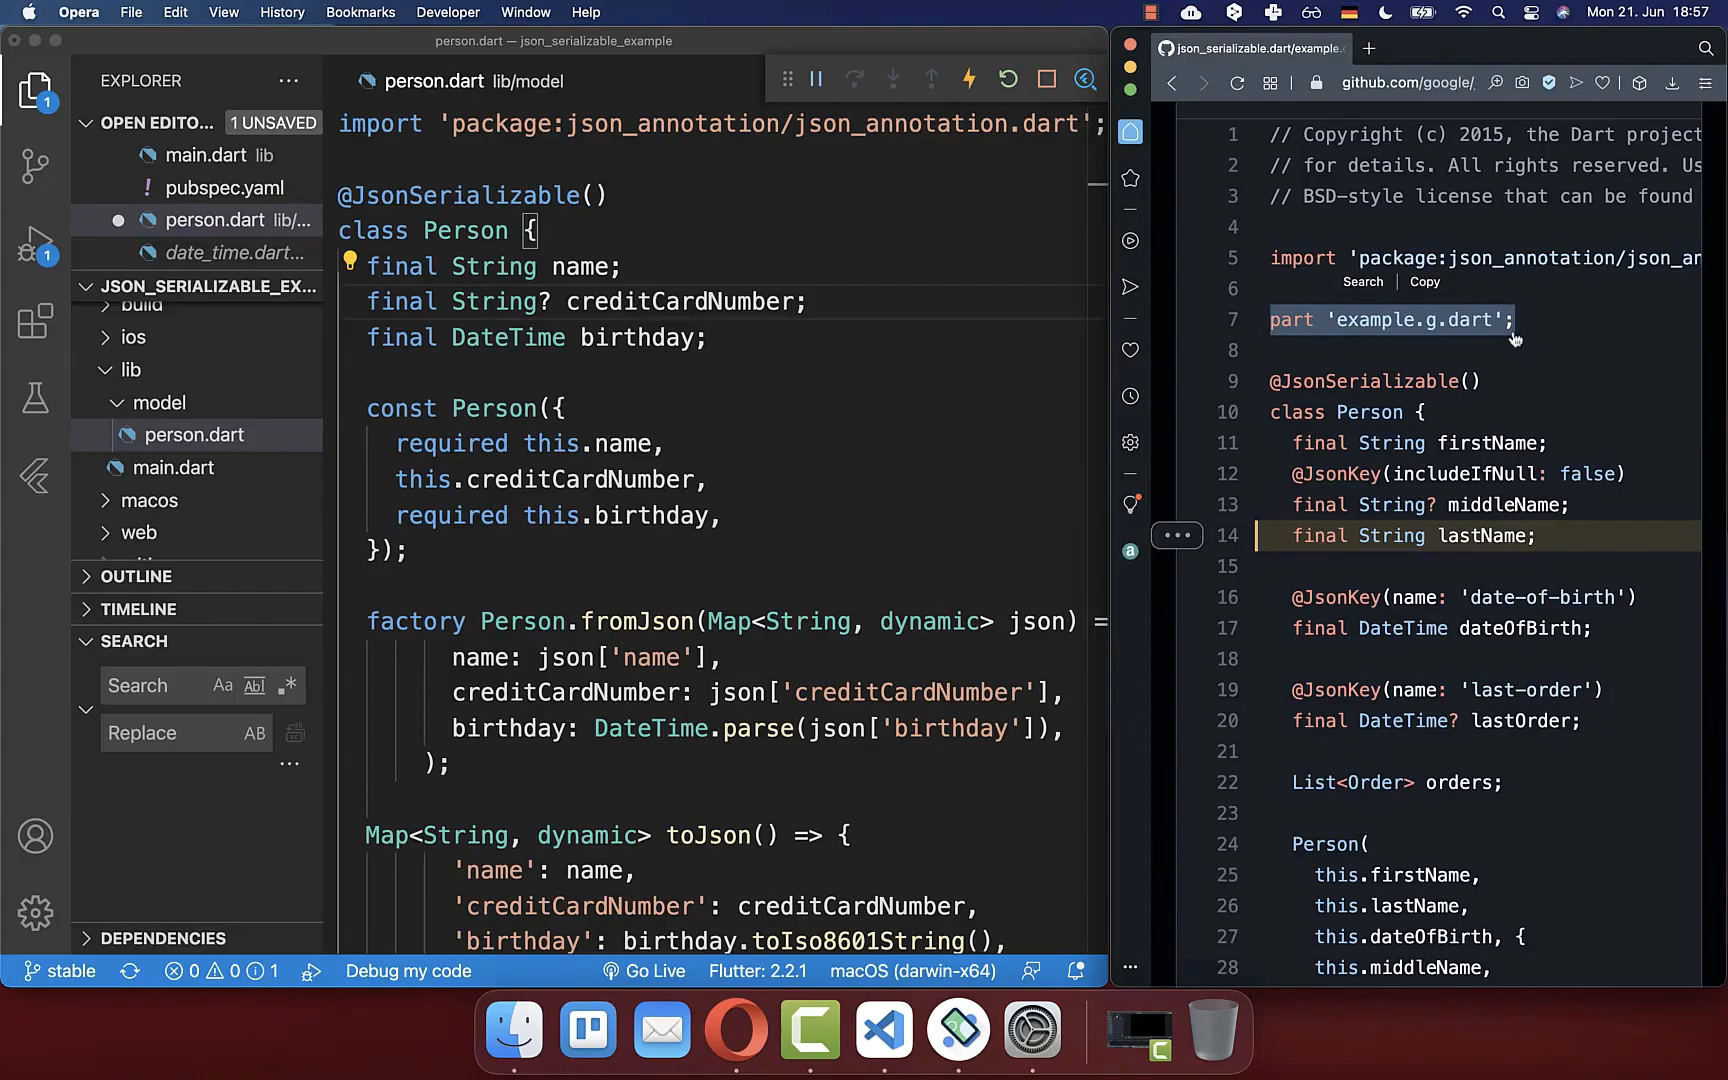 Opera File Edit View History Bookmarks Developer Window Help
Mon 21. Jun 18:57
person.dart — json_serializable_example
EXPLORER
1
OPEN EDITO... 1 UNSAVED
main.dart lib
! pubspec.yaml
person.dart lib/...
1
date_time.dart...
JSON_SERIALIZABLE_EX...
build
ios
lib
model
person.dart
main.dart
macos
web
OUTLINE
TIMELINE
SEARCH
Search Aa Abl .*
Replace AB
DEPENDENCIES
person.dart lib/model
import 'package:json_annotation/json_annotation.dart';
@JsonSerializable()
class Person {
final String name;
final String? creditCardNumber;
final DateTime birthday;
const Person({
required this.name,
this.creditCardNumber,
required this.birthday,
});
factory Person.fromJson(Map<String, dynamic> json) =
name: json['name'],
creditCardNumber: json['creditCardNumber'],
birthday: DateTime.parse(json['birthday']),
);
Map<String, dynamic> toJson() => {
'name': name,
'creditCardNumber': creditCardNumber,
'birthday': birthday.toIso8601String(),
stable 0 0 1 Debug my code Go Live Flutter: 2.2.1 macOS (darwin-x64)
json_serializable.dart/example.
github.com/google/
a
1 // Copyright (c) 2015, the Dart project
2 // for details. All rights reserved. Us
3 // BSD-style license that can be found
4
5 import 'package:json_annotation/json_an
6 Search Copy
7 part 'example.g.dart';
8
9 @JsonSerializable()
10 class Person {
11 final String firstName;
12 @JsonKey(includeIfNull: false)
13 final String? middleName;
14 final String lastName;
15
16 @JsonKey(name: 'date-of-birth')
17 final DateTime dateOfBirth;
18
19 @JsonKey(name: 'last-order')
20 final DateTime? lastOrder;
21
22 List<Order> orders;
23
24 Person(
25 this.firstName,
26 this.lastName,
27 this.dateOfBirth, {
28 this.middleName,